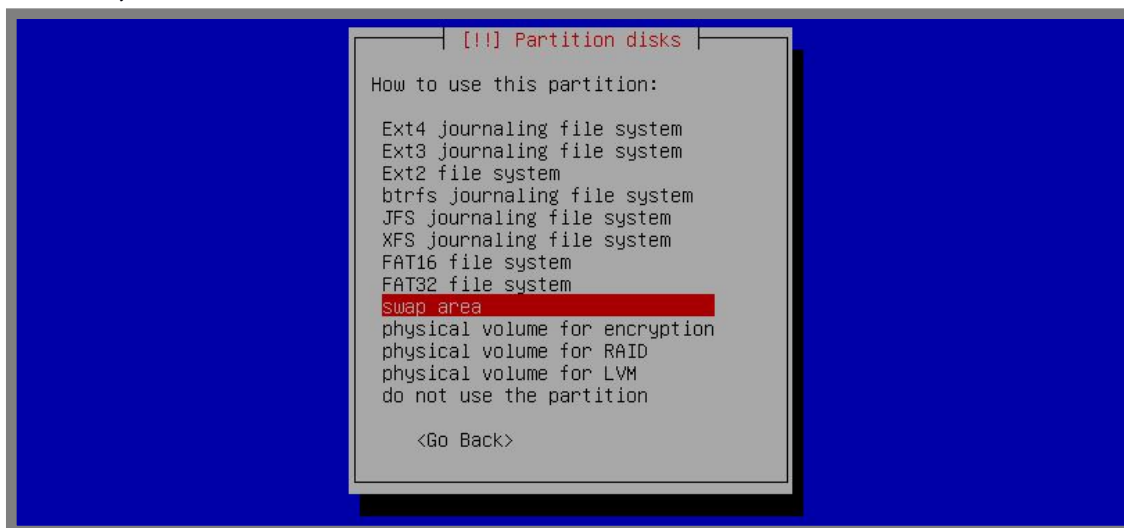 [!!] Partition disks
How to use this partition:
Ext4 journaling file system
Ext3 journaling file system
Ext2 file system
btrfs journaling file system
JFS journaling file system
XFS journaling file system
FAT16 file system
FAT32 file system
swap area
physical volume for encryption
physical volume for RAID
physical volume for LVM
do not use the partition
<Go Back>